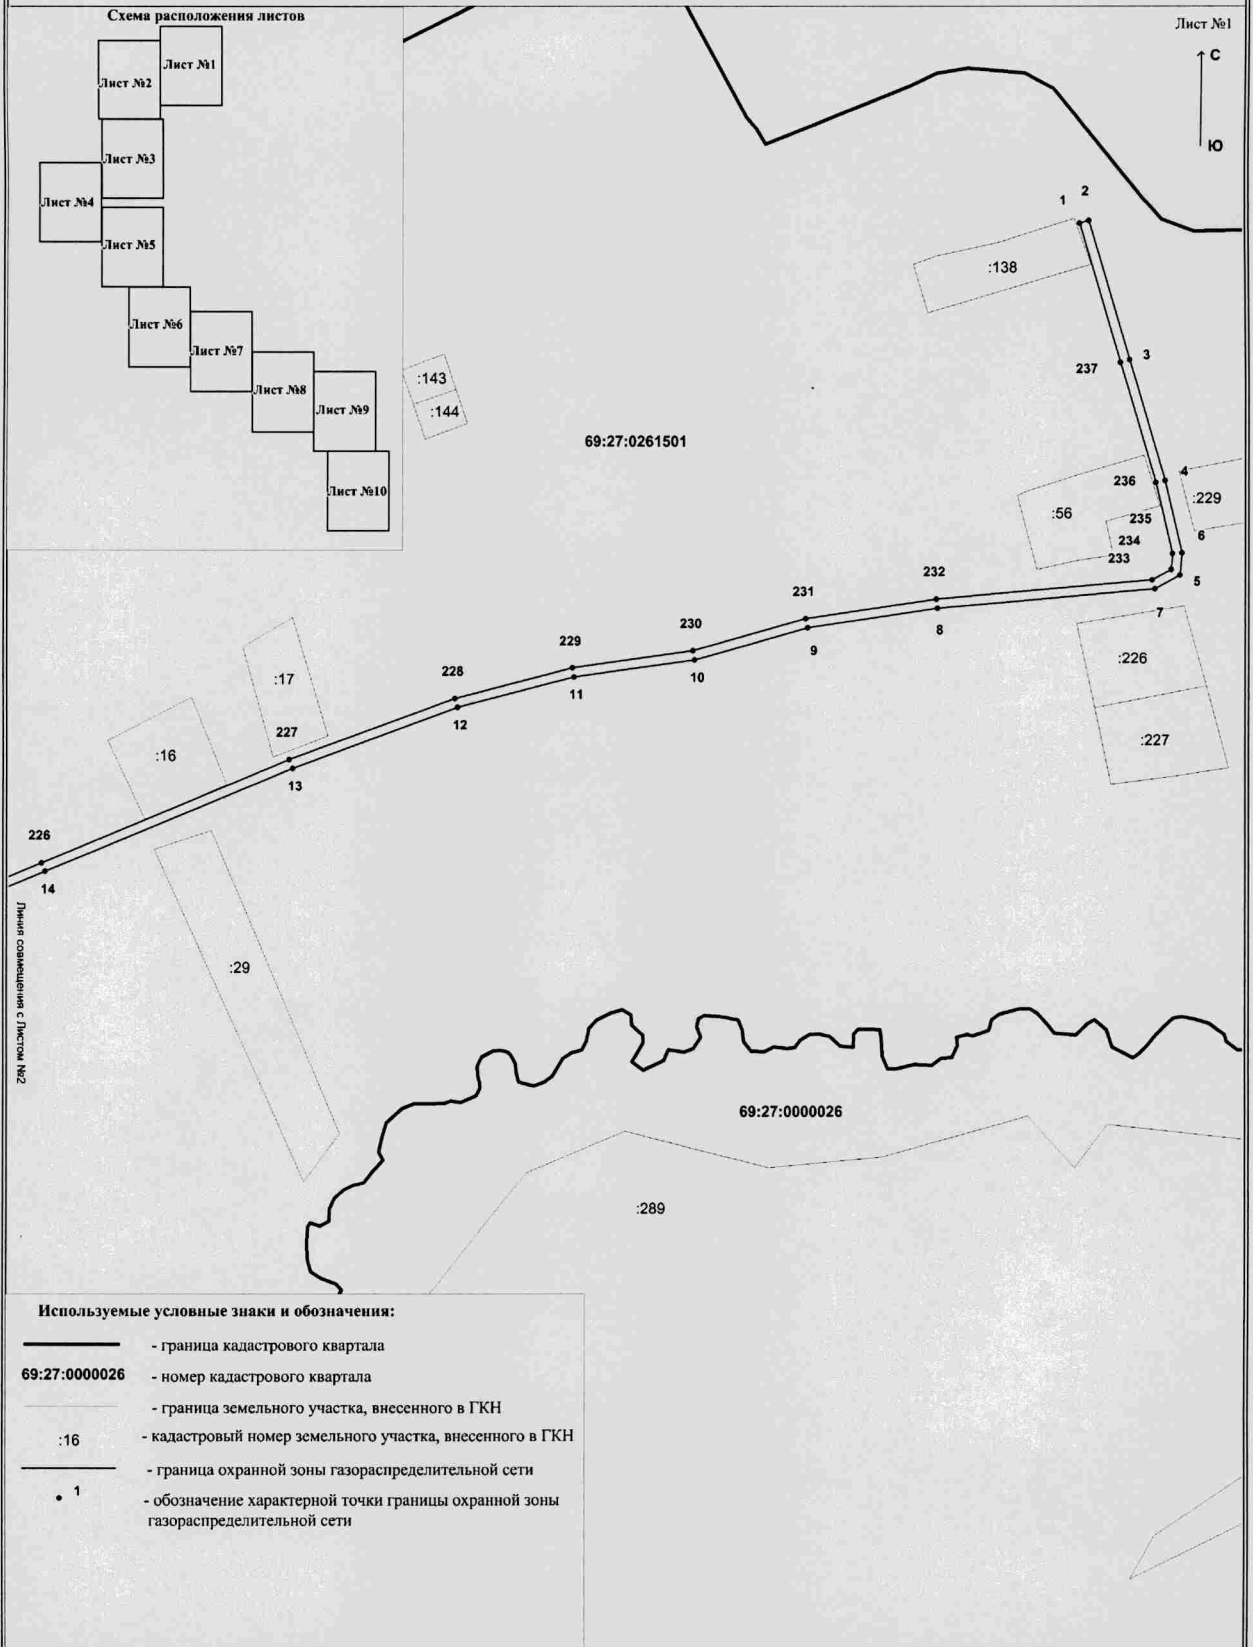 Схема расположения листов
Лист №1
Лист №2
Лист №3
Лист №4
Лист №5
Лист №6
Лист №7
Лист №8
Лист №9
Лист №10
Лист №1
С
Ю
1
2
:138
3
237
:143
:144
69:27:0261501
4
236
:229
:56
235
234
6
233
5
232
231
7
8
230
9
229
10
:226
228
11
:17
12
227
:227
:16
13
226
14
Линия совмещения с Листом №2
:29
69:27:0000026
:289
Используемые условные знаки и обозначения:
- граница кадастрового квартала
69:27:0000026 - номер кадастрового квартала
- граница земельного участка, внесенного в ГКН
:16 - кадастровый номер земельного участка, внесенного в ГКН
- граница охранной зоны газораспределительной сети
1 - обозначение характерной точки границы охранной зоны
газораспределительной сети